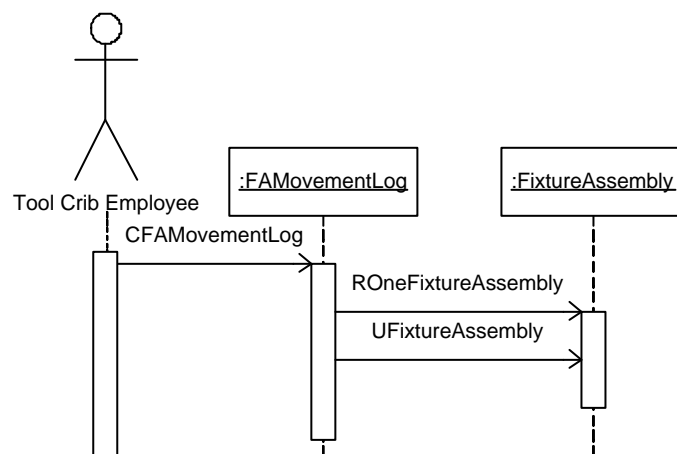 :FAMovementLog
:FixtureAssembly
Tool Crib Employee
CFAMovementLog
ROneFixtureAssembly
UFixtureAssembly